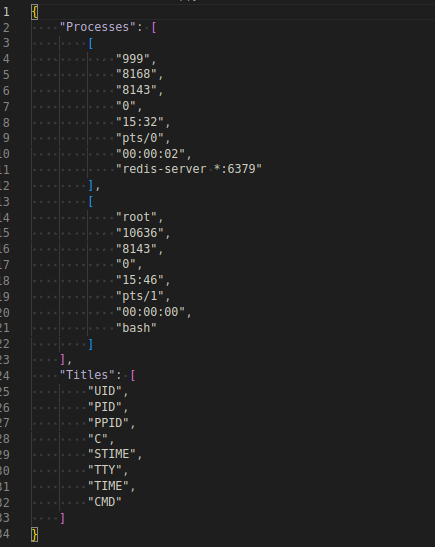 1 {
2 "Processes": [
3 [
4 "999",
5 "8168",
6 "8143",
7 "0",
8 "15:32",
9 "pts/0",
10 "00:00:02",
11 "redis-server *:6379"
12 ],
13 [
14 "root",
15 "10636",
16 "8143",
17 "0",
18 "15:46",
19 "pts/1",
20 "00:00:00",
21 "bash"
22 ]
23 ],
24 "Titles": [
25 "UID",
26 "PID",
27 "PPID",
28 "C",
29 "STIME",
30 "TTY",
31 "TIME",
32 "CMD"
33 ]
34 }